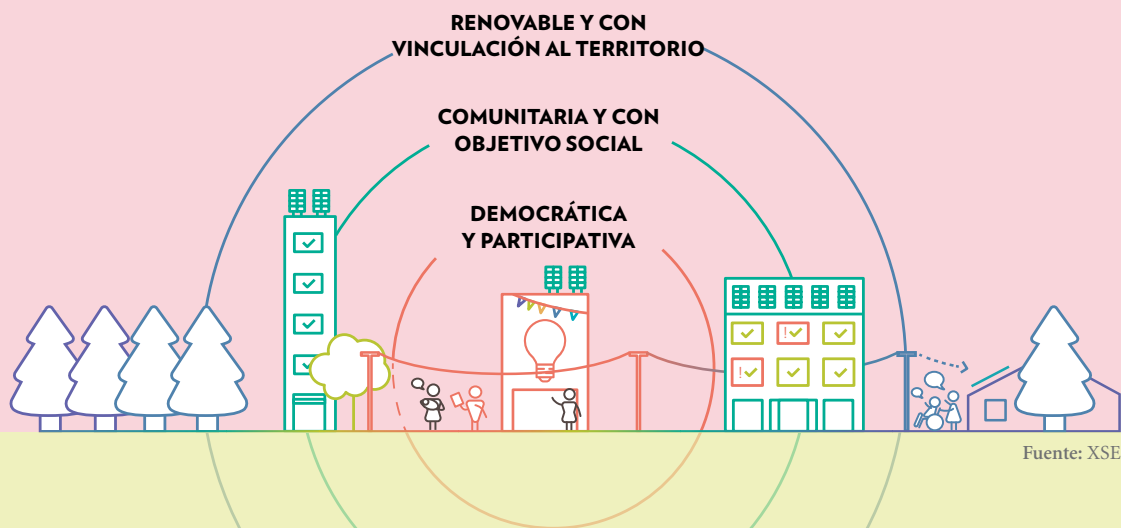 RENOVABLE Y CON
VINCULACIÓN AL TERRITORIO
COMUNITARIA Y CON
OBJETIVO SOCIAL
DEMOCRÁTICA
Y PARTICIPATIVA
Fuente: XSE